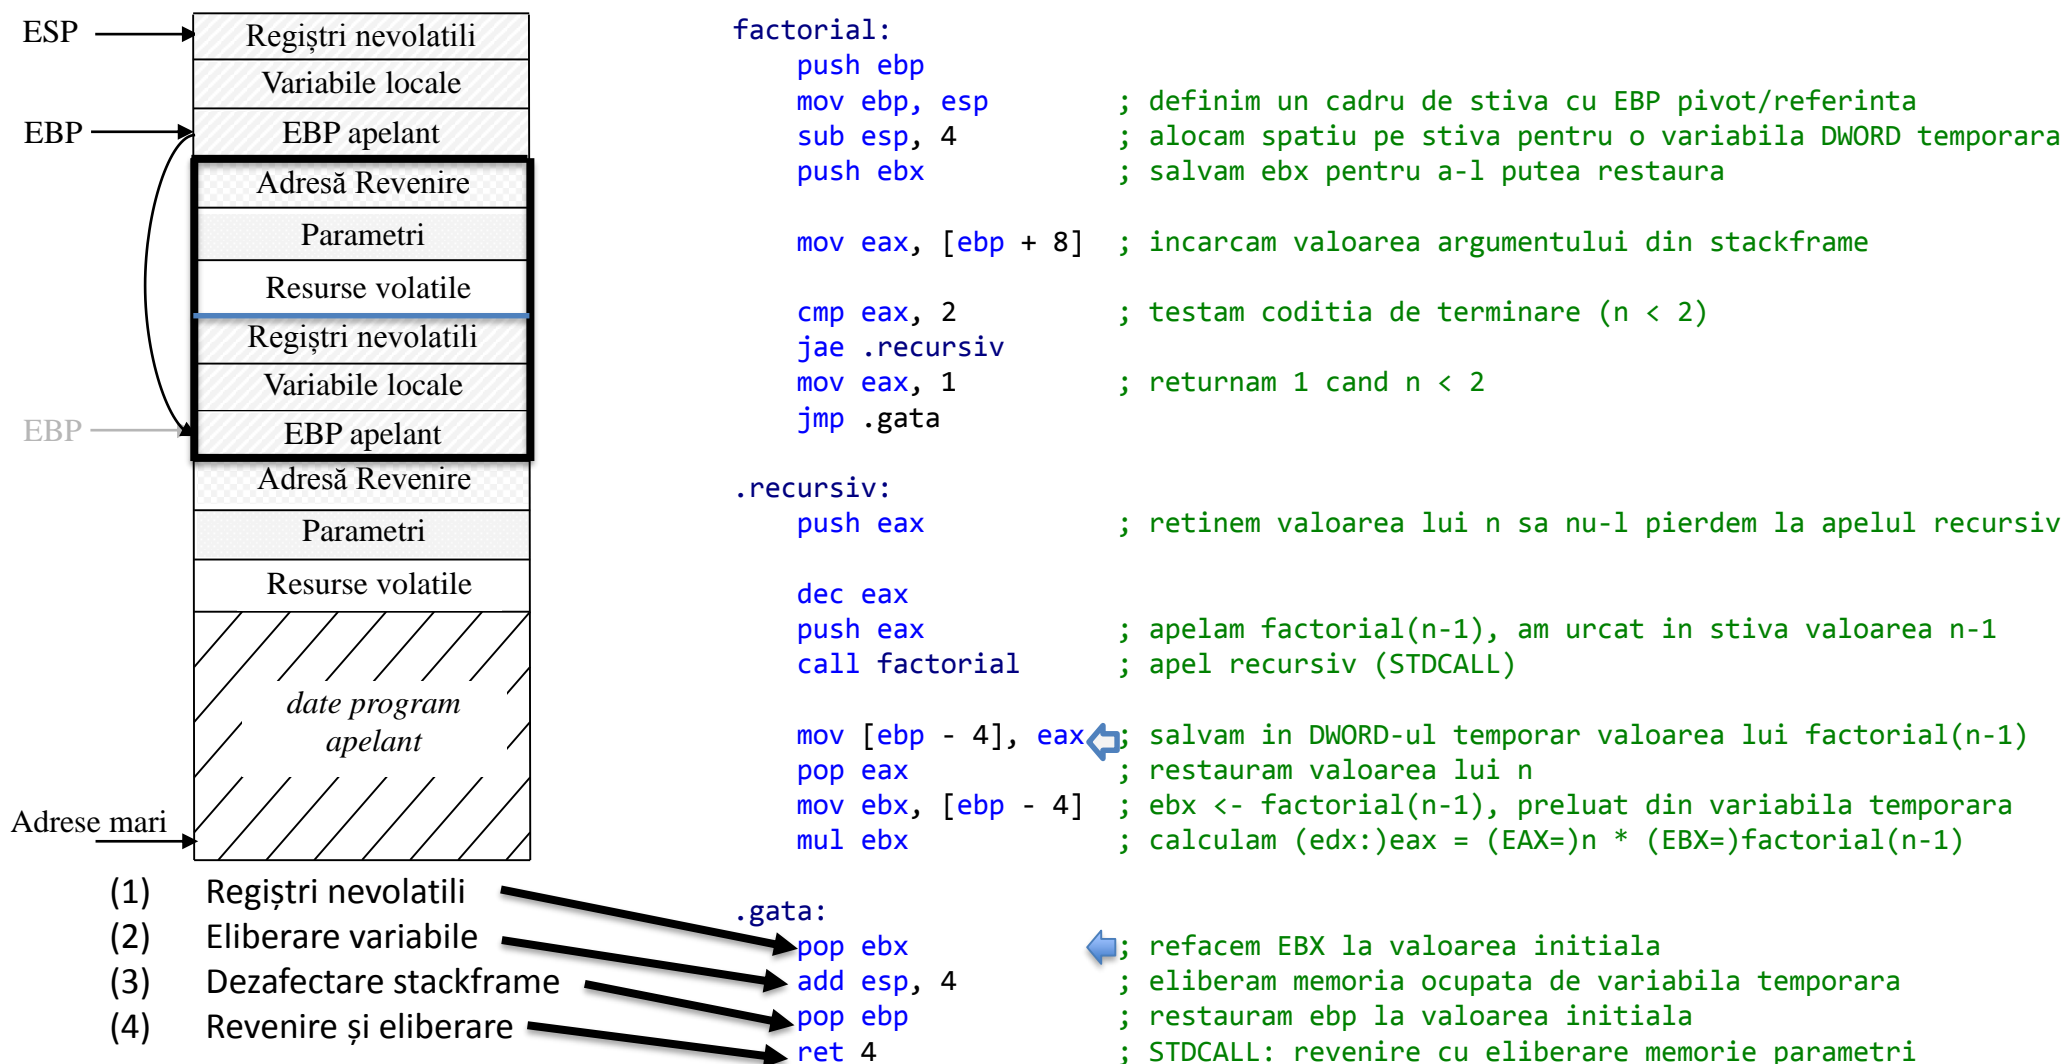 ESP
Regiștri nevolatili
Variabile locale
EBP
EBP apelant
Adresă Revenire
Parametri
Resurse volatile
Regiștri nevolatili
Variabile locale
EBP
EBP apelant
Adresă Revenire
Parametri
Resurse volatile
date program
apelant
Adrese mari
(1) Regiștri nevolatili
(2) Eliberare variabile
(3) Dezafectare stackframe
(4) Revenire și eliberare
factorial:
push ebp
mov ebp, esp ; definim un cadru de stiva cu EBP pivot/referinta
sub esp, 4 ; alocam spatiu pe stiva pentru o variabila DWORD temporara
push ebx ; salvam ebx pentru a-l putea restaura
mov eax, [ebp + 8] ; incarcam valoarea argumentului din stackframe
cmp eax, 2 ; testam coditia de terminare (n < 2)
jae .recursiv
mov eax, 1 ; returnam 1 cand n < 2
jmp .gata
.recursiv:
push eax ; retinem valoarea lui n sa nu-l pierdem la apelul recursiv
dec eax
push eax ; apelam factorial(n-1), am urcat in stiva valoarea n-1
call factorial ; apel recursiv (STDCALL)
mov [ebp - 4], eax ; salvam in DWORD-ul temporar valoarea lui factorial(n-1)
pop eax ; restauram valoarea lui n
mov ebx, [ebp - 4] ; ebx <- factorial(n-1), preluat din variabila temporara
mul ebx ; calculam (edx:)eax = (EAX=)n * (EBX=)factorial(n-1)
.gata:
pop ebx ; refacem EBX la valoarea initiala
add esp, 4 ; eliberam memoria ocupata de variabila temporara
pop ebp ; restauram ebp la valoarea initiala
ret 4 ; STDCALL: revenire cu eliberare memorie parametri